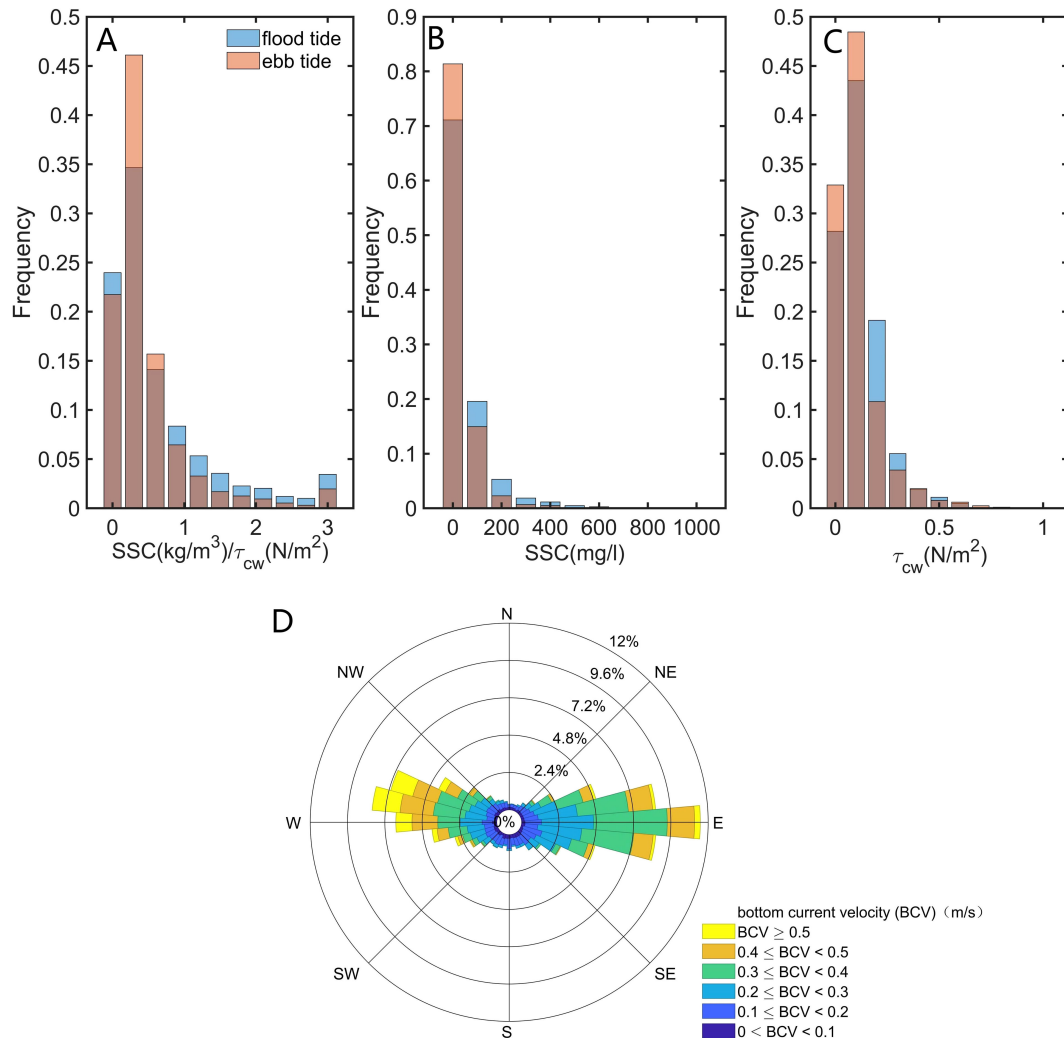 A
flood tide
ebb tide
Frequency
0.5
0.45
0.4
0.35
0.3
0.25
0.2
0.15
0.1
0.05
0
0 1 2 3
SSC(kg/m³)/τcw(N/m²)
B
Frequency
0.9
0.8
0.7
0.6
0.5
0.4
0.3
0.2
0.1
0
0 200 400 600 800 1000
SSC(mg/l)
C
Frequency
0.5
0.45
0.4
0.35
0.3
0.25
0.2
0.15
0.1
0.05
0
0 0.5 1
τcw(N/m²)
D
N
12%
NW
9.6%
NE
7.2%
4.8%
2.4%
W
0%
E
SW
SE
S
bottom current velocity (BCV)（m/s）
BCV ≥ 0.5
0.4 ≤ BCV < 0.5
0.3 ≤ BCV < 0.4
0.2 ≤ BCV < 0.3
0.1 ≤ BCV < 0.2
0 < BCV < 0.1